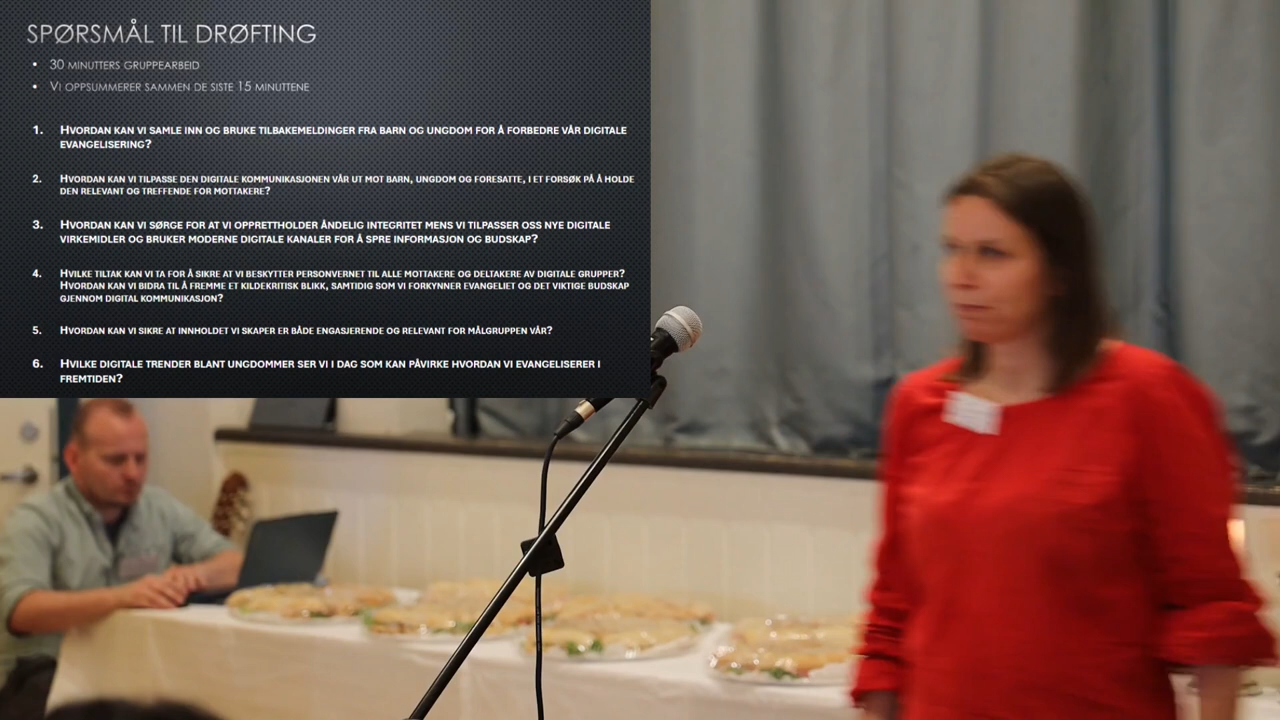 SPØRSMÅL TIL DRØFTING
• 30 MINUTTERS GRUPPEARBEID
• VI OPPSUMMERER SAMMEN DE SISTE 15 MINUTTENE
1. HVORDAN KAN VI SAMLE INN OG BRUKE TILBAKEMELDINGER FRA BARN OG UNGDOM FOR Å FORBEDRE VÅR DIGITALE
EVANGELISERING?
2. HVORDAN KAN VI TILPASSE DEN DIGITALE KOMMUNIKASJONEN VÅR UT MOT BARN, UNGDOM OG FORESATTE, I ET FORSØK PÅ Å HOLDE
DEN RELEVANT OG TREFFENDE FOR MOTTAKERE?
3. HVORDAN KAN VI SØRGE FOR AT VI OPPRETTHOLDER ÅNDELIG INTEGRITET MENS VI TILPASSER OSS NYE DIGITALE
VIRKEMIDLER OG BRUKER MODERNE DIGITALE KANALER FOR Å SPRE INFORMASJON OG BUDSKAP?
4. HVILKE TILTAK KAN VI TA FOR Å SIKRE AT VI BESKYTTER PERSONVERNET TIL ALLE MOTTAKERE OG DELTAKERE AV DIGITALE GRUPPER?
HVORDAN KAN VI BIDRA TIL Å FREMME ET KILDEKRITISK BLIKK, SAMTIDIG SOM VI FORKYNNER EVANGELIET OG DET VIKTIGE BUDSKAP
GJENNOM DIGITAL KOMMUNIKASJON?
5. HVORDAN KAN VI SIKRE AT INNHOLDET VI SKAPER ER BÅDE ENGASJERENDE OG RELEVANT FOR MÅLGRUPPEN VÅR?
6. HVILKE DIGITALE TRENDER BLANT UNGDOMMER SER VI I DAG SOM KAN PÅVIRKE HVORDAN VI EVANGELISERER I
FREMTIDEN?